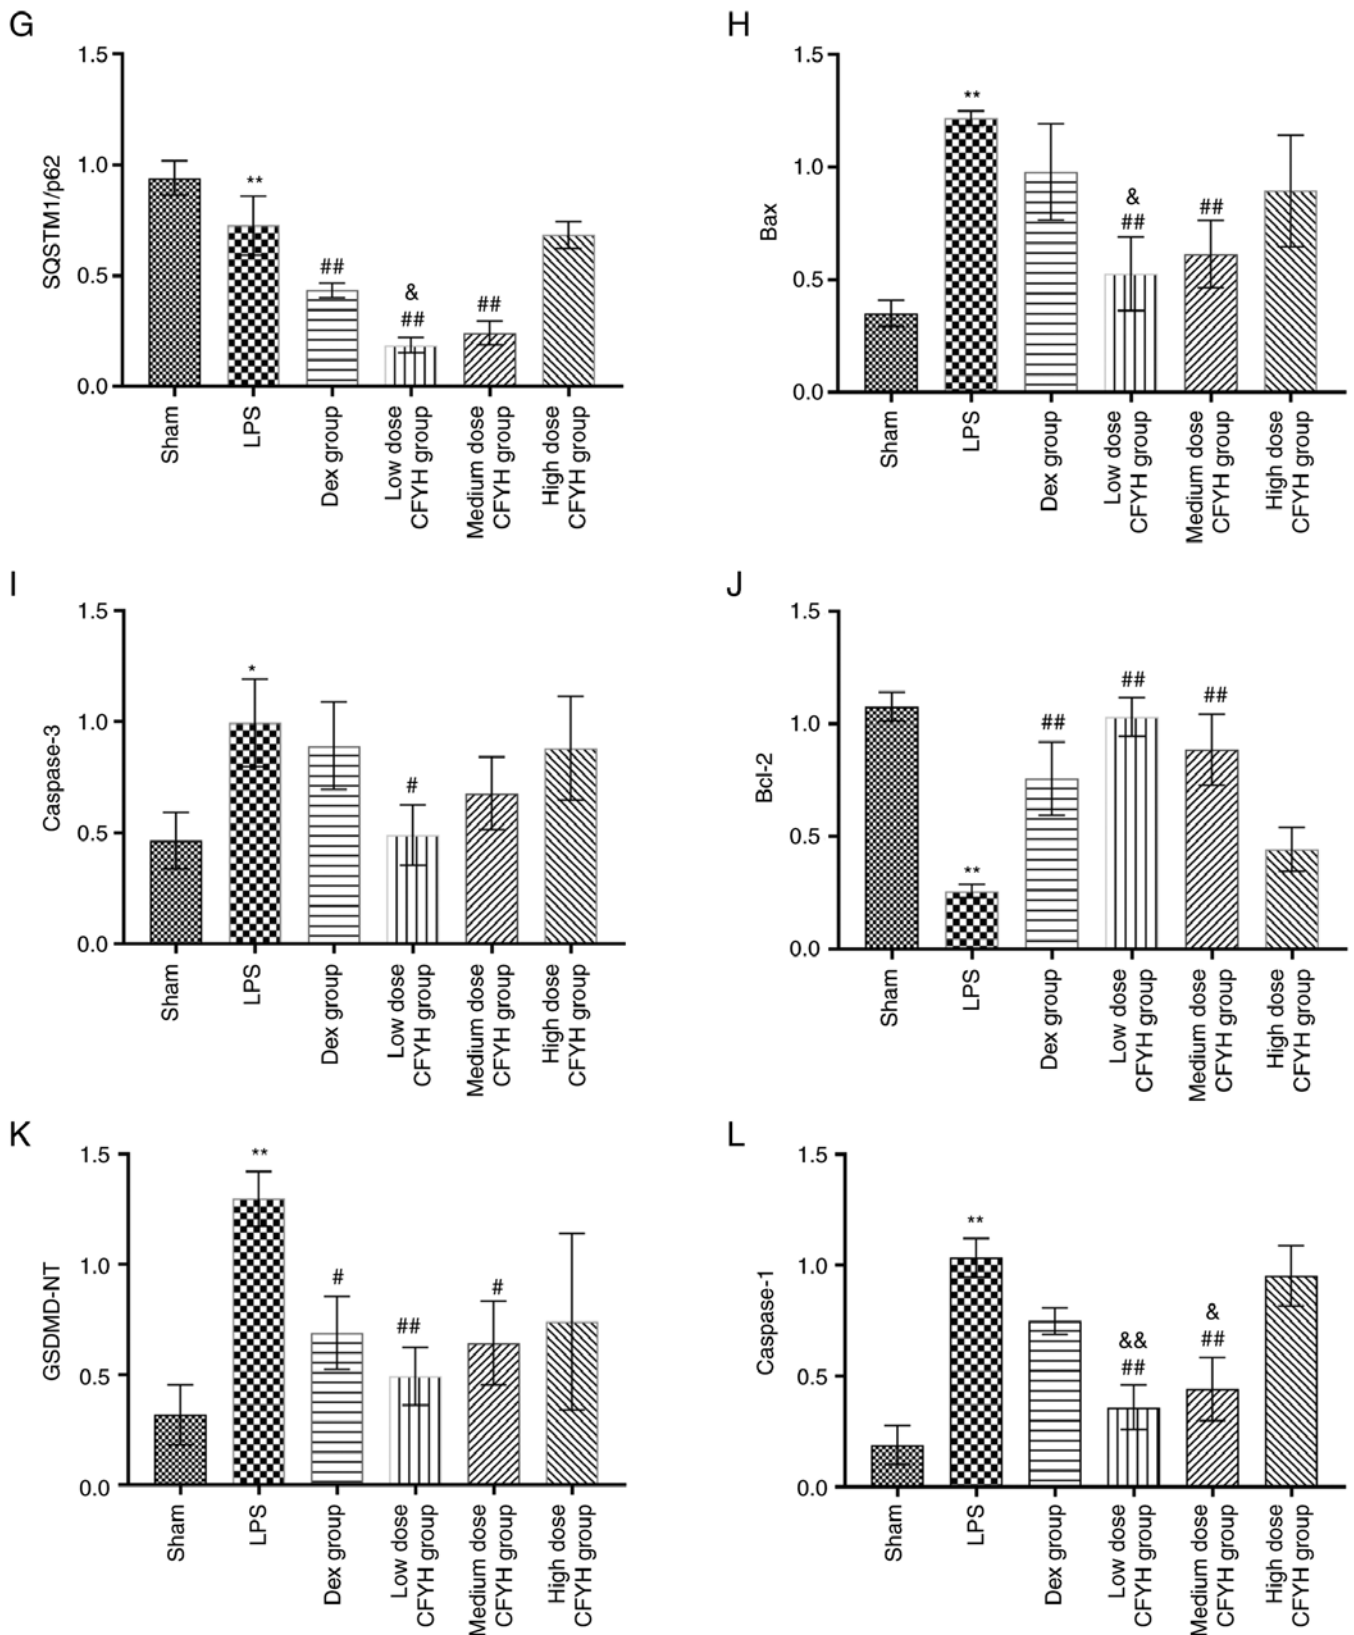 G
SQSTM1/p62
1.5
1.0
0.5
0.0
**
##
&
##
##
Sham
LPS
Dex group
Low dose
CFYH group
Medium dose
CFYH group
High dose
CFYH group
H
Bax
1.5
1.0
0.5
0.0
**
&
##
##
Sham
LPS
Dex group
Low dose
CFYH group
Medium dose
CFYH group
High dose
CFYH group
I
Caspase-3
1.5
1.0
0.5
0.0
*
#
Sham
LPS
Dex group
Low dose
CFYH group
Medium dose
CFYH group
High dose
CFYH group
J
Bcl-2
1.5
1.0
0.5
0.0
**
##
##
##
Sham
LPS
Dex group
Low dose
CFYH group
Medium dose
CFYH group
High dose
CFYH group
K
GSDMD-NT
1.5
1.0
0.5
0.0
**
#
##
#
Sham
LPS
Dex group
Low dose
CFYH group
Medium dose
CFYH group
High dose
CFYH group
L
Caspase-1
1.5
1.0
0.5
0.0
**
&&
##
&
##
Sham
LPS
Dex group
Low dose
CFYH group
Medium dose
CFYH group
High dose
CFYH group